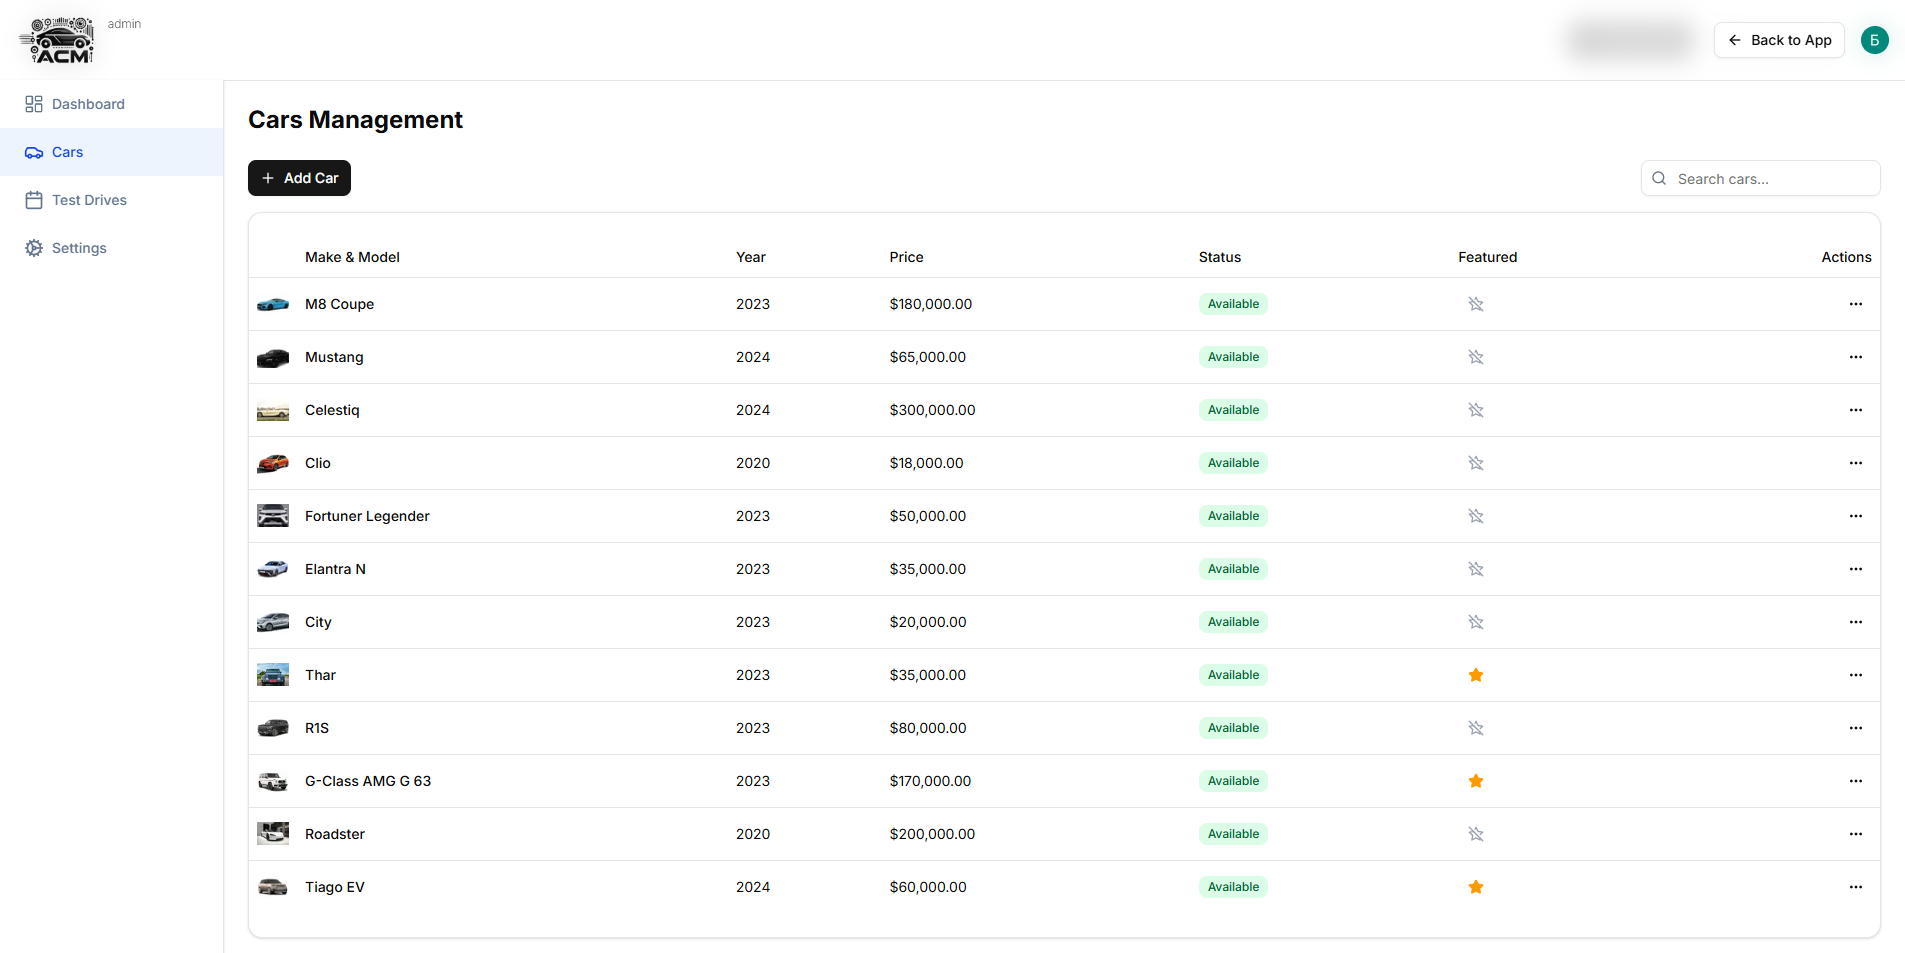 ACM
admin
Back to App
Б
Dashboard
Cars
Test Drives
Settings
Cars Management
+ Add Car
Search cars...
Make & Model Year Price Status Featured Actions
M8 Coupe 2023 $180,000.00 Available
Mustang 2024 $65,000.00 Available
Celestiq 2024 $300,000.00 Available
Clio 2020 $18,000.00 Available
Fortuner Legender 2023 $50,000.00 Available
Elantra N 2023 $35,000.00 Available
City 2023 $20,000.00 Available
Thar 2023 $35,000.00 Available
R1S 2023 $80,000.00 Available
G-Class AMG G 63 2023 $170,000.00 Available
Roadster 2020 $200,000.00 Available
Tiago EV 2024 $60,000.00 Available